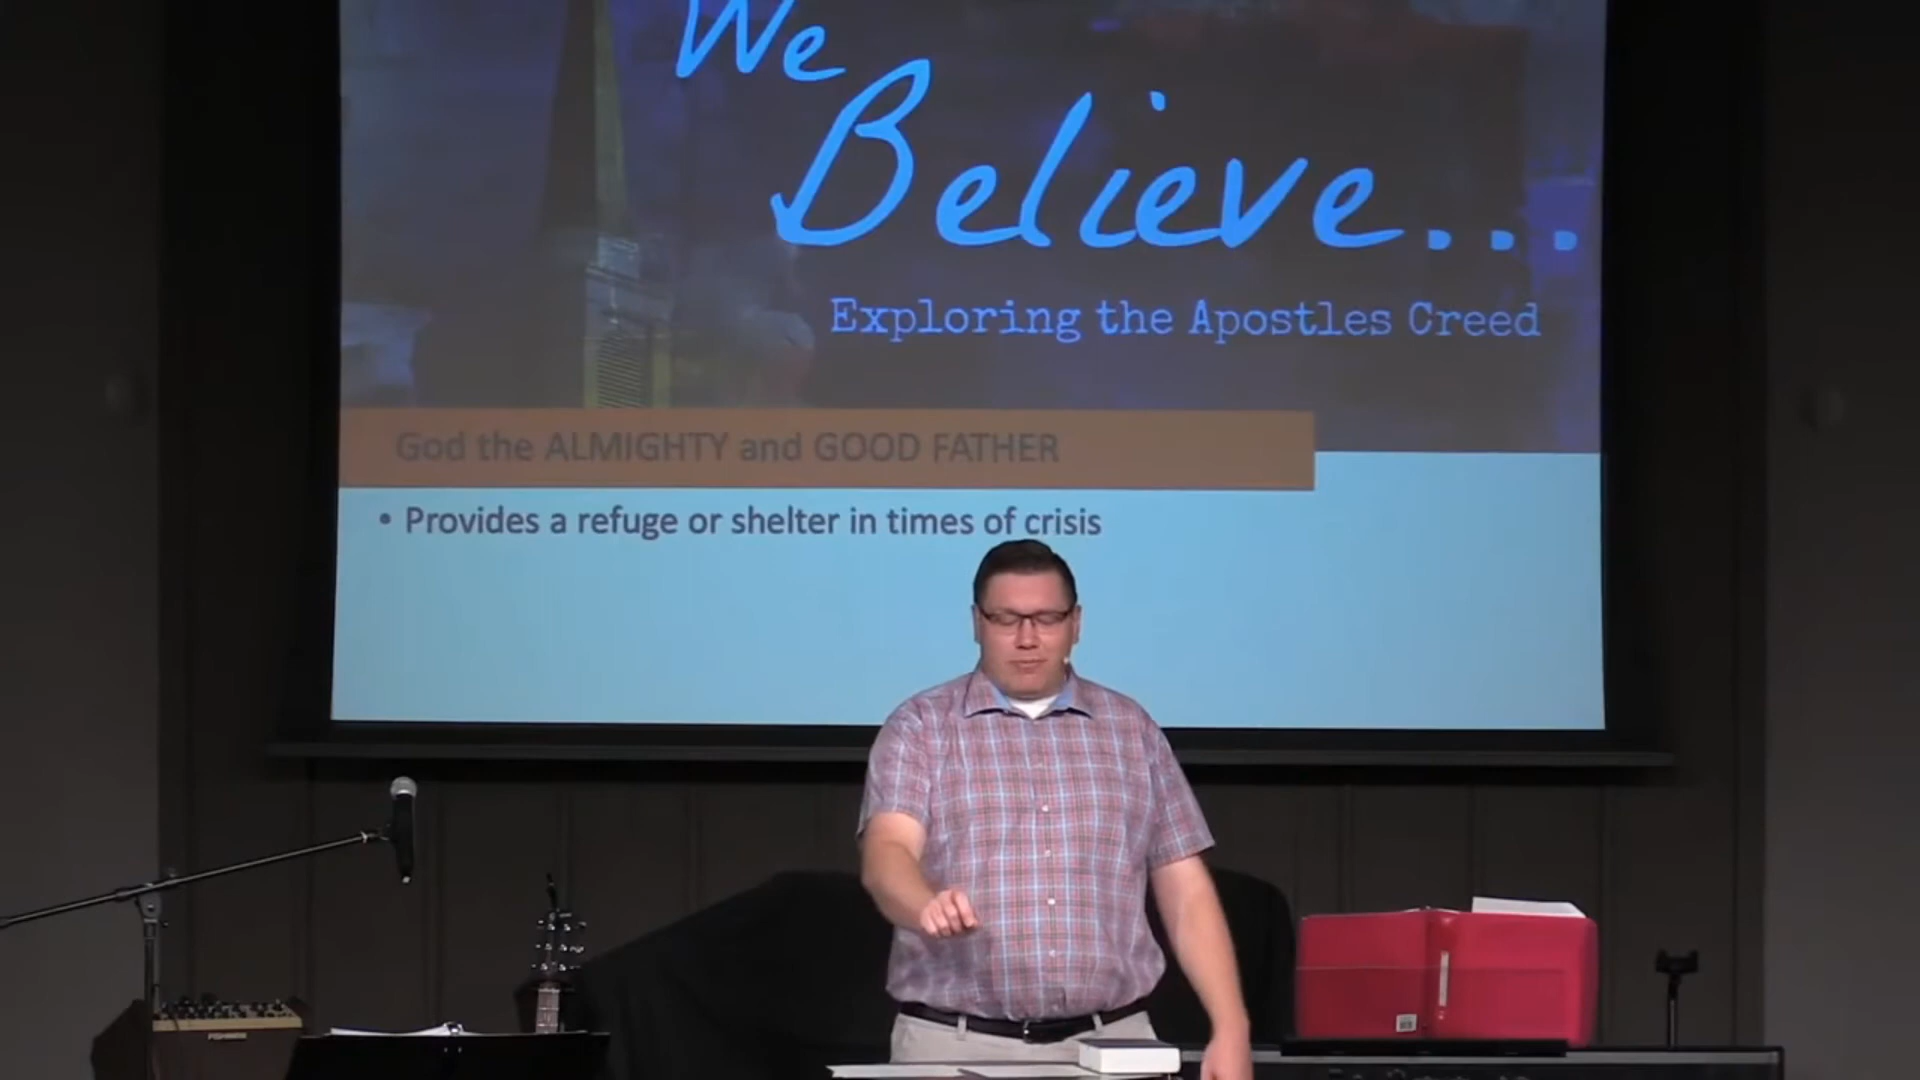 We
Believe...
Exploring the Apostles Creed
God the ALMIGHTY and GOOD FATHER
• Provides a refuge or shelter in times of crisis
FISHMAN